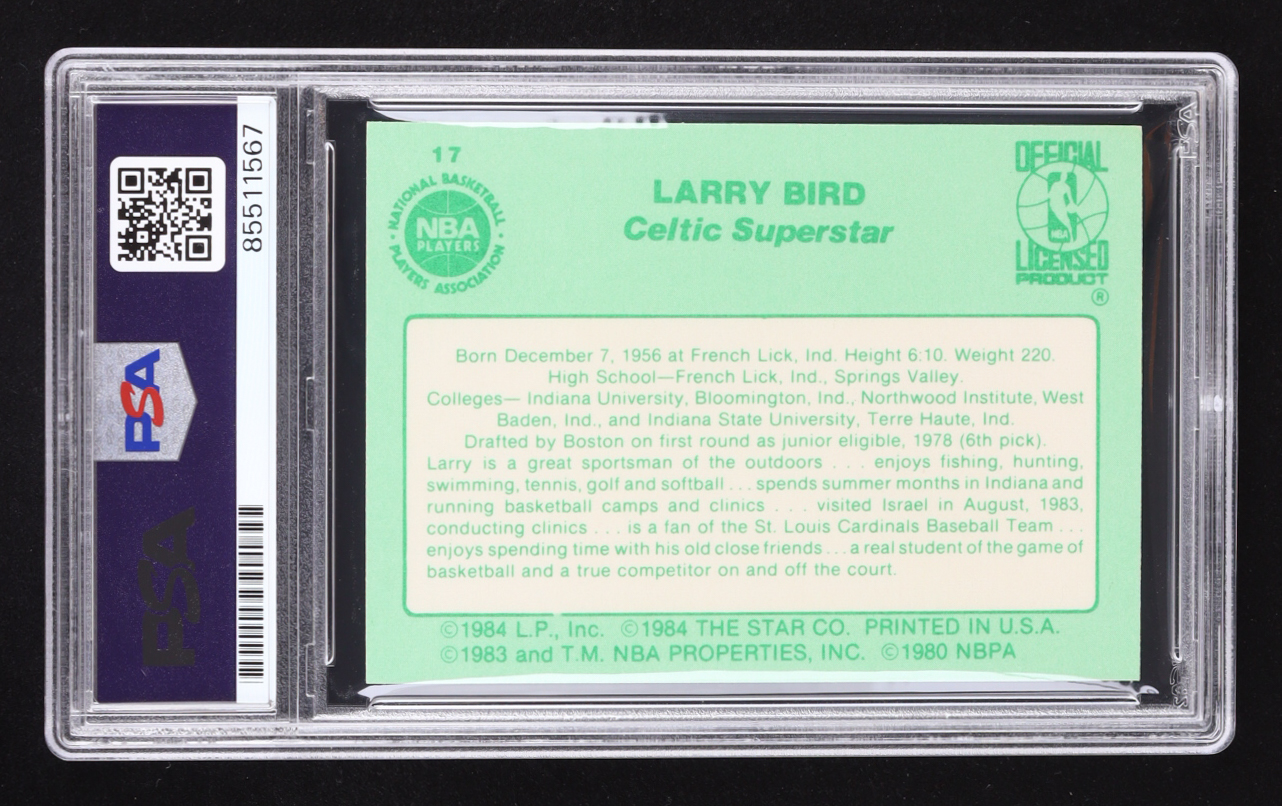 85511567
PSA
PSA
17
NATIONAL BASKETBALL
NBA
PLAYERS
PLAYERS ASSOCIATION
LARRY BIRD
Celtic Superstar
OFFICIAL
NBA
LICENSED
PRODUCT
®
Born December 7, 1956 at French Lick, Ind. Height 6:10. Weight 220.
High School—French Lick, Ind., Springs Valley.
Colleges— Indiana University, Bloomington, Ind., Northwood Institute, West
Baden, Ind., and Indiana State University, Terre Haute, Ind.
Drafted by Boston on first round as junior eligible, 1978 (6th pick).
Larry is a great sportsman of the outdoors . . . enjoys fishing, hunting,
swimming, tennis, golf and softball . . . spends summer months in Indiana and
running basketball camps and clinics . . . visited Israel in August, 1983,
conducting clinics . . . is a fan of the St. Louis Cardinals Baseball Team . . .
enjoys spending time with his old close friends . . . a real student of the game of
basketball and a true competitor on and off the court.
©1984 L.P., Inc. ©1984 THE STAR CO. PRINTED IN U.S.A.
©1983 and T.M. NBA PROPERTIES, INC. ©1980 NBPA
PSA
PSA